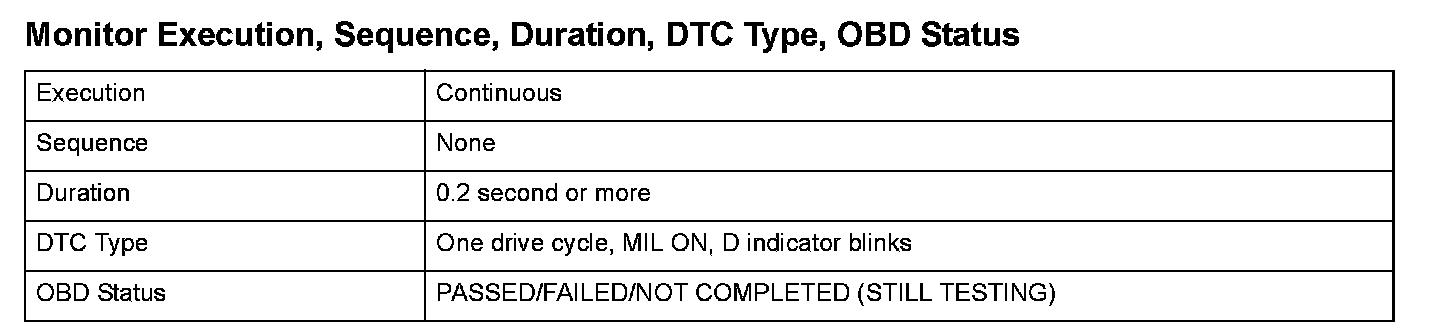 Monitor Execution, Sequence, Duration, DTC Type, OBD Status
Execution Continuous
Sequence None
Duration 0.2 second or more
DTC Type One drive cycle, MIL ON, D indicator blinks
OBD Status PASSED/FAILED/NOT COMPLETED (STILL TESTING)